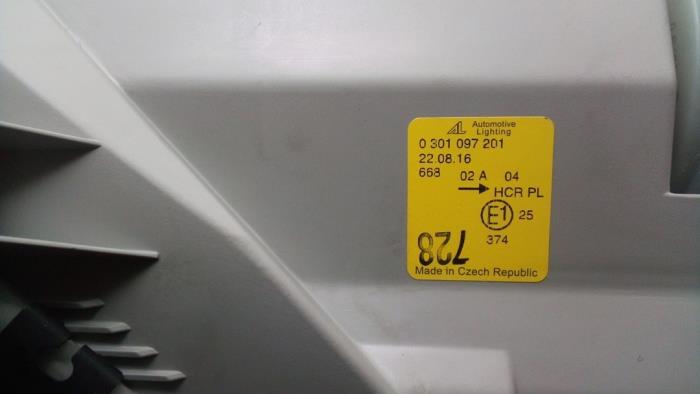 AL Automotive
Lighting
0 301 097 201
22.08.16
668 02 A 04
HCR PL
E1 25
374
728
Made in Czech Republic